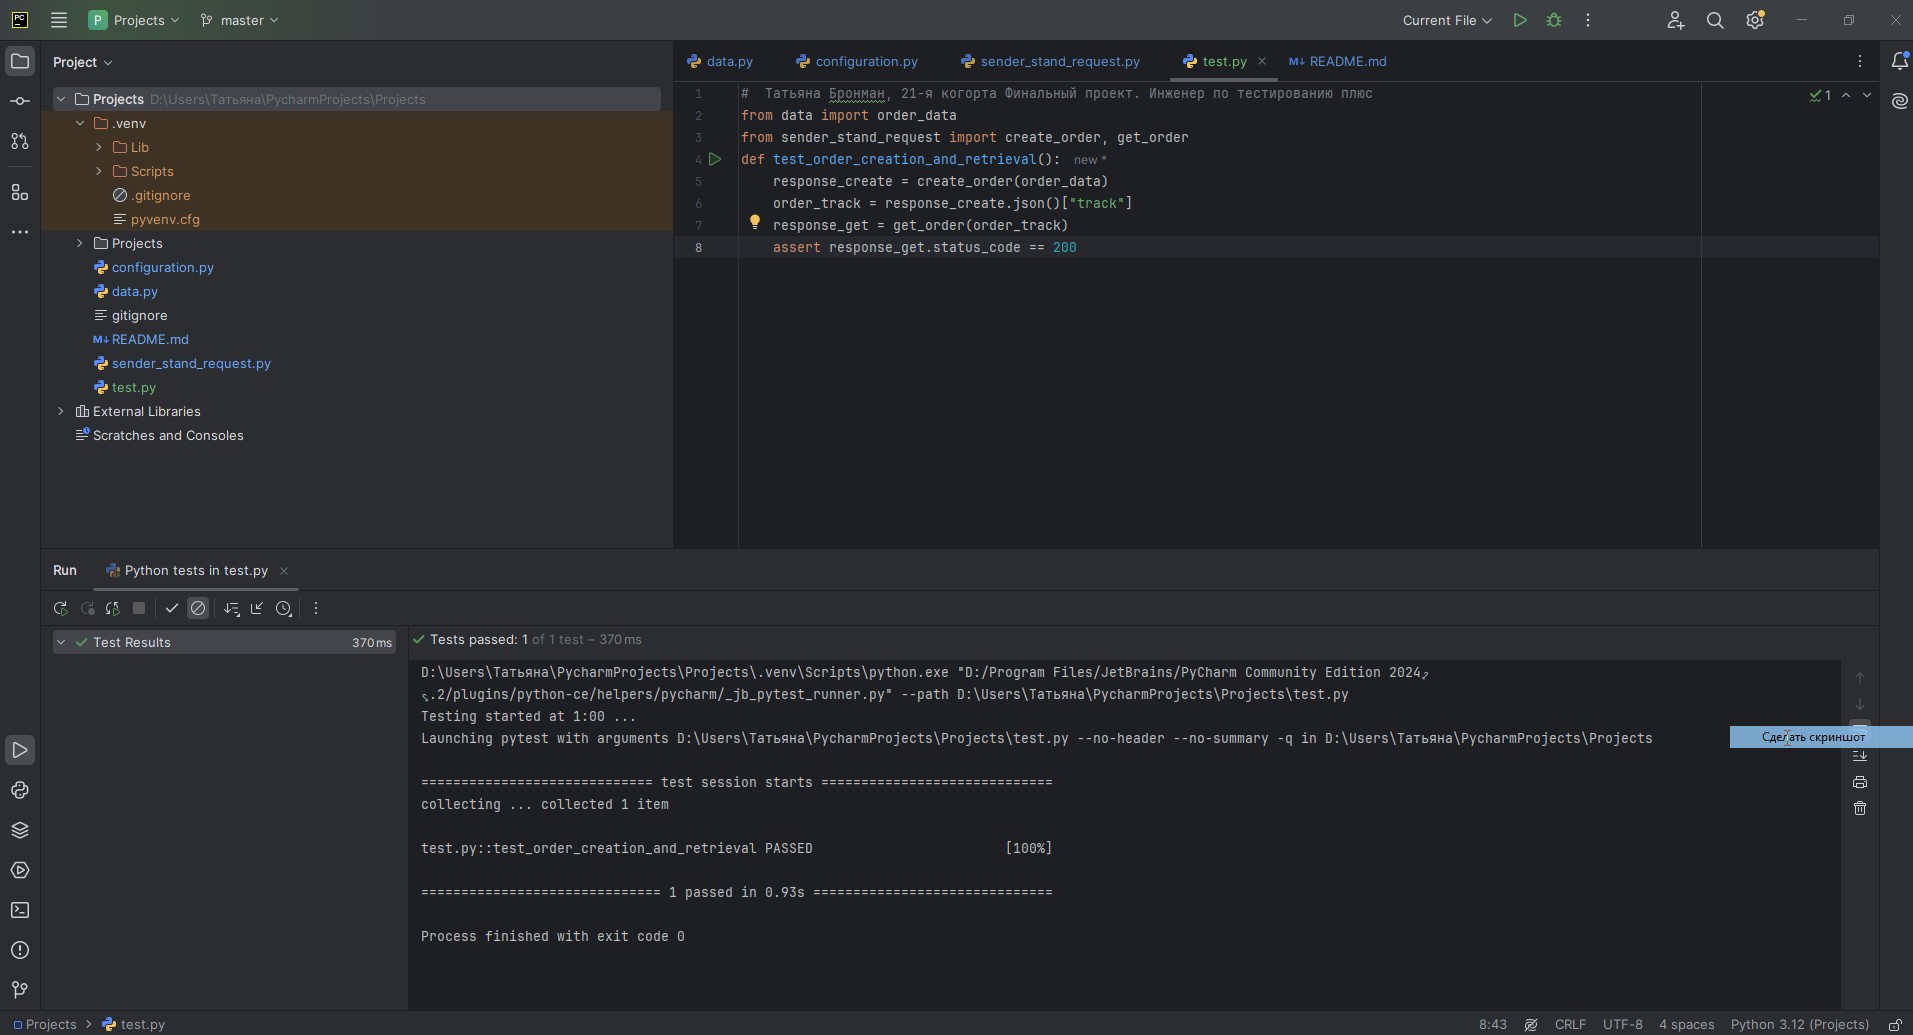 PC
P Projects
master
Current File
Project
Projects D:\Users\Татьяна\PycharmProjects\Projects
.venv
Lib
Scripts
.gitignore
pyvenv.cfg
Projects
configuration.py
data.py
gitignore
README.md
sender_stand_request.py
test.py
External Libraries
Scratches and Consoles
data.py configuration.py sender_stand_request.py test.py README.md
1 # Татьяна Бронман, 21-я когорта Финальный проект. Инженер по тестированию плюс
2 from data import order_data
3 from sender_stand_request import create_order, get_order
4 def test_order_creation_and_retrieval(): new *
5 response_create = create_order(order_data)
6 order_track = response_create.json()["track"]
7 response_get = get_order(order_track)
8 assert response_get.status_code == 200
1
Run Python tests in test.py
Test Results 370 ms
Tests passed: 1 of 1 test – 370 ms
D:\Users\Татьяна\PycharmProjects\Projects\.venv\Scripts\python.exe "D:/Program Files/JetBrains/PyCharm Community Edition 2024
.2/plugins/python-ce/helpers/pycharm/_jb_pytest_runner.py" --path D:\Users\Татьяна\PycharmProjects\Projects\test.py
Testing started at 1:00 ...
Launching pytest with arguments D:\Users\Татьяна\PycharmProjects\Projects\test.py --no-header --no-summary -q in D:\Users\Татьяна\PycharmProjects\Projects
Сделать скриншот
============================= test session starts =============================
collecting ... collected 1 item
test.py::test_order_creation_and_retrieval PASSED [100%]
============================== 1 passed in 0.93s ==============================
Process finished with exit code 0
Projects > test.py
8:43 CRLF UTF-8 4 spaces Python 3.12 (Projects)